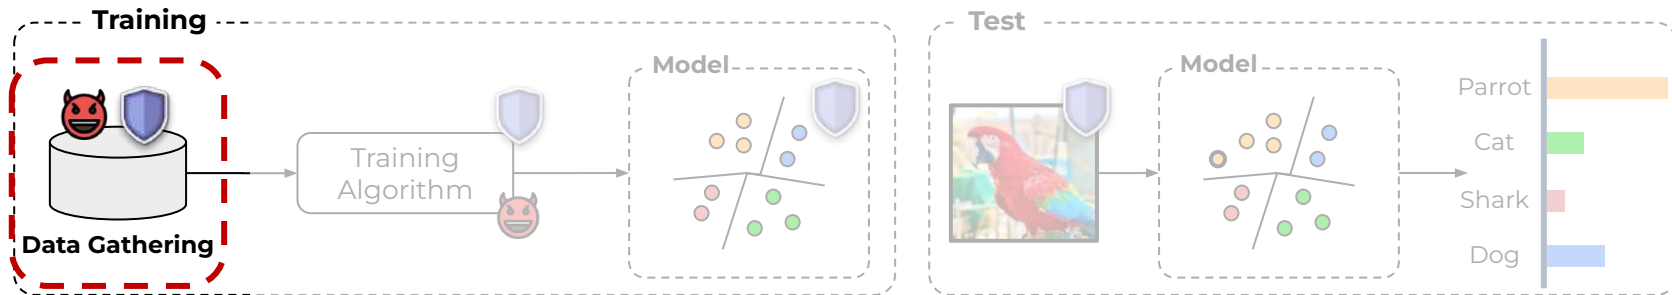 Training
Data Gathering
Training
Algorithm
Model
Test
Model
Parrot
Cat
Shark
Dog